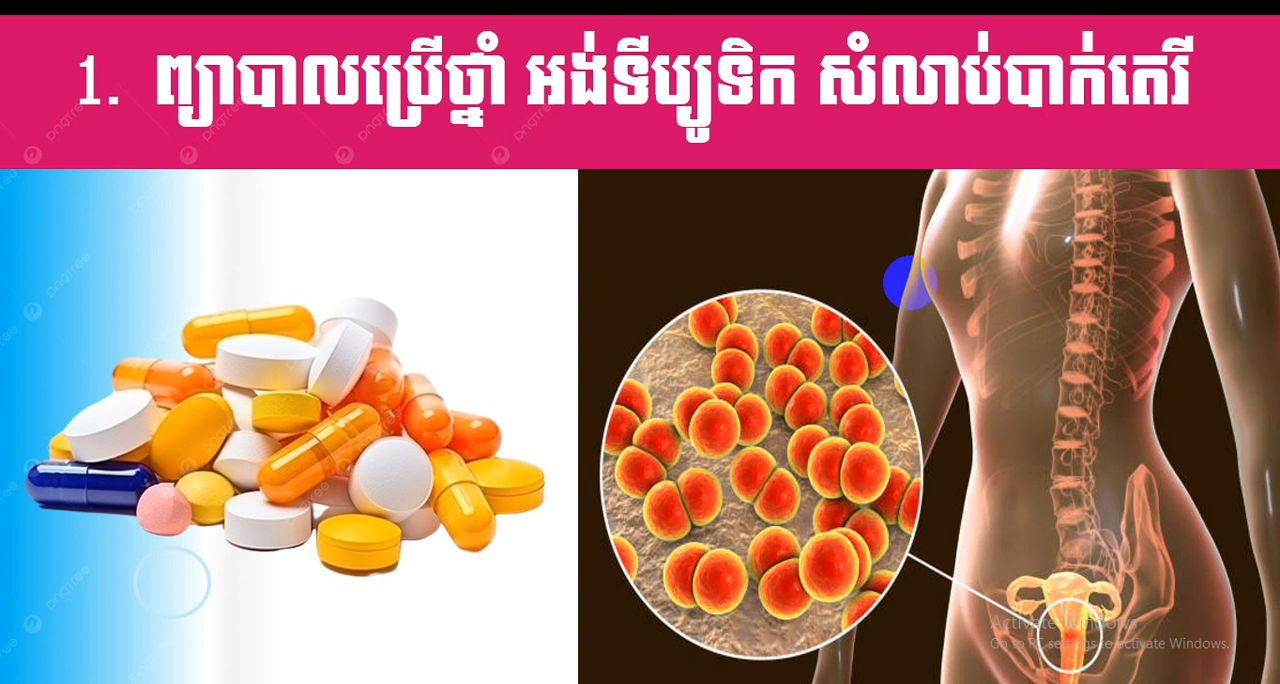 1. ព្យាបាលប្រើថ្នាំ អង់ទីប្យូទិក សំលាប់បាក់តេរី
Activate Windows
Go to PC settings to activate Windows.
pngtree